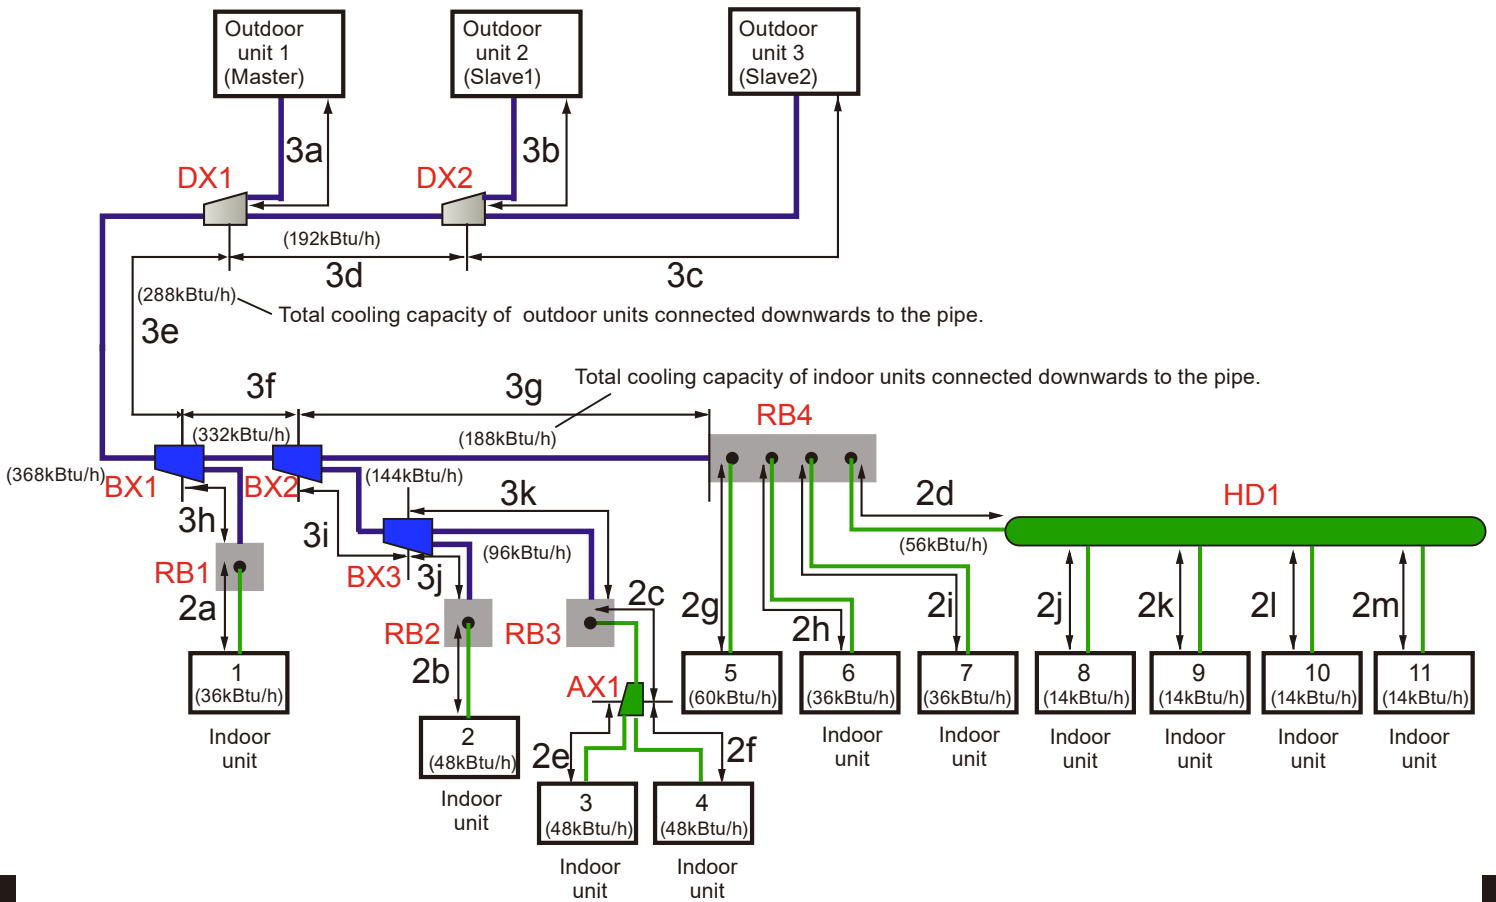 Outdoor
unit 1
(Master)
Outdoor
unit 2
(Slave1)
Outdoor
unit 3
(Slave2)
3a
3b
DX1
DX2
(192kBtu/h)
3d
3c
(288kBtu/h)
Total cooling capacity of outdoor units connected downwards to the pipe.
3e
3f
3g
Total cooling capacity of indoor units connected downwards to the pipe.
RB4
(332kBtu/h)
(188kBtu/h)
(368kBtu/h)
BX1
BX2
(144kBtu/h)
3k
2d
HD1
3h
3i
(96kBtu/h)
(56kBtu/h)
RB1
BX3
3j
2a
2c
2g
2h
2i
2j
2k
2l
2m
RB2
RB3
2b
AX1
1
(36kBtu/h)
Indoor
unit
2
(48kBtu/h)
Indoor
unit
2e
2f
3
(48kBtu/h)
Indoor
unit
4
(48kBtu/h)
Indoor
unit
5
(60kBtu/h)
6
(36kBtu/h)
Indoor
unit
7
(36kBtu/h)
Indoor
unit
8
(14kBtu/h)
Indoor
unit
9
(14kBtu/h)
Indoor
unit
10
(14kBtu/h)
Indoor
unit
11
(14kBtu/h)
Indoor
unit